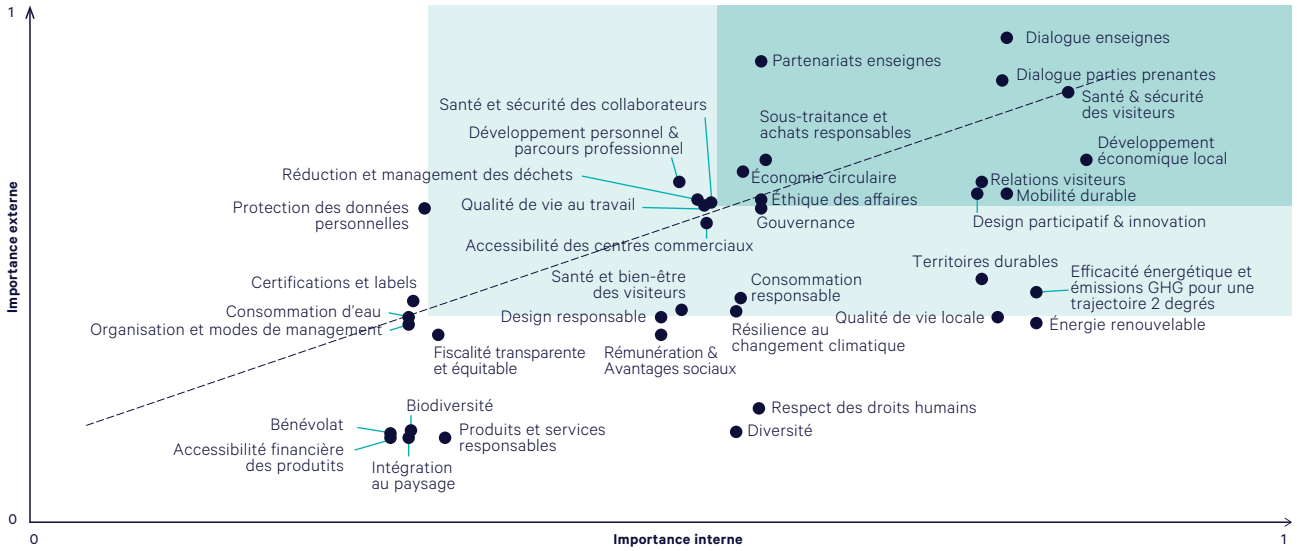 1
Dialogue enseignes
Partenariats enseignes
Dialogue parties prenantes
Santé & sécurité
des visiteurs
Santé et sécurité des collaborateurs
Sous-traitance et
achats responsables
Développement personnel &
parcours professionnel
Développement
économique local
Réduction et management des déchets
Économie circulaire
Relations visiteurs
Mobilité durable
Protection des données
personnelles
Qualité de vie au travail
Éthique des affaires
Gouvernance
Design participatif & innovation
Accessibilité des centres commerciaux
Importance externe
Territoires durables
Certifications et labels
Santé et bien-être
des visiteurs
Consommation
responsable
Efficacité énergétique et
émissions GHG pour une
trajectoire 2 degrés
Consommation d’eau
Organisation et modes de management
Design responsable
Résilience au
changement climatique
Qualité de vie locale
Énergie renouvelable
Fiscalité transparente
et équitable
Rémunération &
Avantages sociaux
Biodiversité
Respect des droits humains
Bénévolat
Produits et services
responsables
Diversité
Accessibilité financière
des produtits
Intégration
au paysage
0
0
Importance interne
1